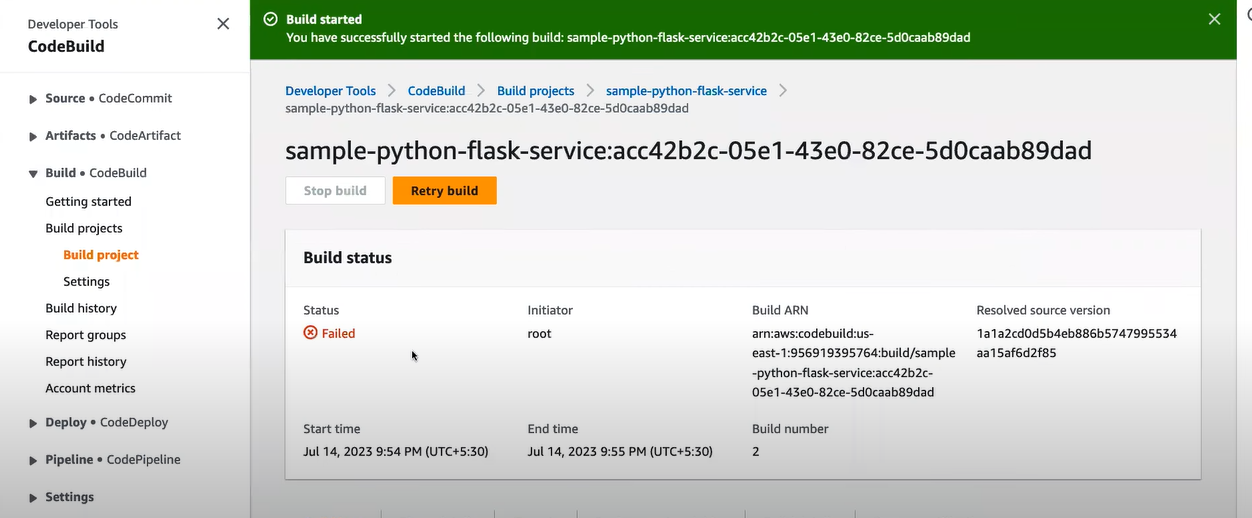 Developer Tools
CodeBuild
Source • CodeCommit
Artifacts • CodeArtifact
Build • CodeBuild
Getting started
Build projects
Build project
Settings
Build history
Report groups
Report history
Account metrics
Deploy • CodeDeploy
Pipeline • CodePipeline
Settings
Build started
You have successfully started the following build: sample-python-flask-service:acc42b2c-05e1-43e0-82ce-5d0caab89dad
Developer Tools > CodeBuild > Build projects > sample-python-flask-service >
sample-python-flask-service:acc42b2c-05e1-43e0-82ce-5d0caab89dad
sample-python-flask-service:acc42b2c-05e1-43e0-82ce-5d0caab89dad
Stop build Retry build
Build status
Status
Failed
Initiator
root
Build ARN
arn:aws:codebuild:us-
east-1:956919395764:build/sample
-python-flask-service:acc42b2c-
05e1-43e0-82ce-5d0caab89dad
Resolved source version
1a1a2cd0d5b4eb886b5747995534
aa15af6d2f85
Start time
Jul 14, 2023 9:54 PM (UTC+5:30)
End time
Jul 14, 2023 9:55 PM (UTC+5:30)
Build number
2